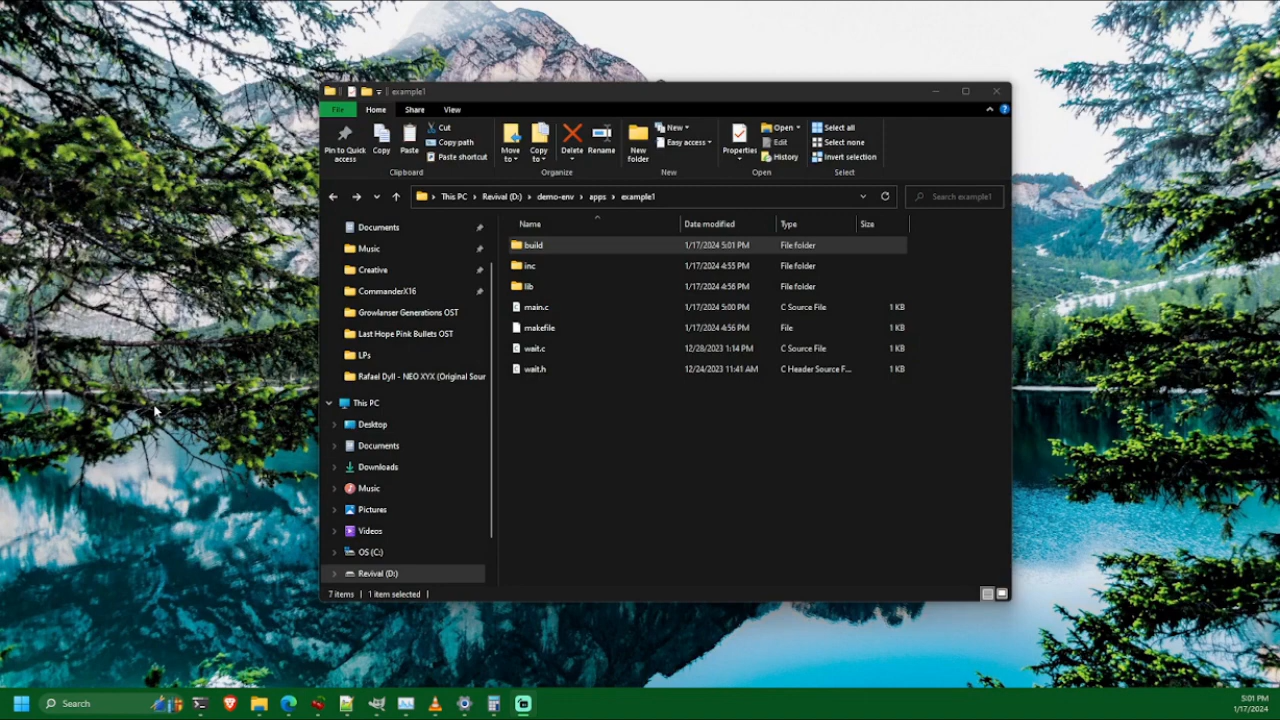 example1
File Home Share View
Pin to Quick access
Copy
Paste
Cut
Copy path
Paste shortcut
Clipboard
Move to
Copy to
Delete
Rename
Organize
New folder
New
Easy access
New
Properties
Open
Edit
History
Open
Select all
Select none
Invert selection
Select
This PC Revival (D:) demo-env apps example1
Search example1
Documents
Music
Creative
CommanderX16
Growlanser Generations OST
Last Hope Pink Bullets OST
LPs
Rafael Dyll - NEO XYX (Original Sour
This PC
Desktop
Documents
Downloads
Music
Pictures
Videos
OS (C:)
Revival (D:)
Name Date modified Type Size
build 1/17/2024 5:01 PM File folder
inc 1/17/2024 4:55 PM File folder
lib 1/17/2024 4:56 PM File folder
main.c 1/17/2024 5:00 PM C Source File 1 KB
makefile 1/17/2024 4:56 PM File 1 KB
wait.c 12/28/2023 1:14 PM C Source File 1 KB
wait.h 12/24/2023 11:41 AM C Header Source F... 1 KB
7 items 1 item selected
Search
5:01 PM
1/17/2024